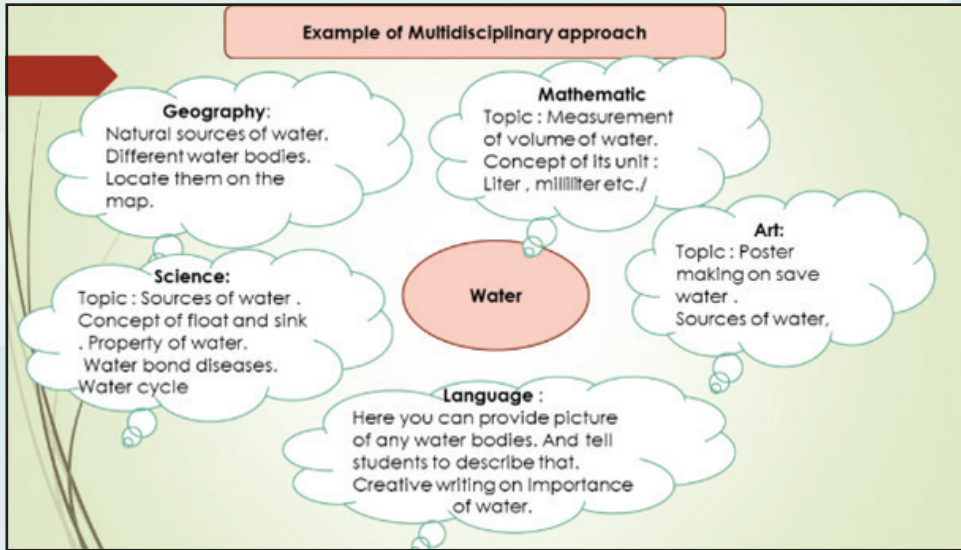 Example of Multidisciplinary approach
Geography:
Natural sources of water.
Different water bodies.
Locate them on the
map.
Mathematic
Topic : Measurement
of volume of water.
Concept of its unit :
Liter , milliliter etc./
Art:
Topic : Poster
making on save
water .
Sources of water,
Science:
Topic : Sources of water .
Concept of float and sink
. Property of water.
Water bond diseases.
Water cycle
Water
Language :
Here you can provide picture
of any water bodies. And tell
students to describe that.
Creative writing on Importance
of water.